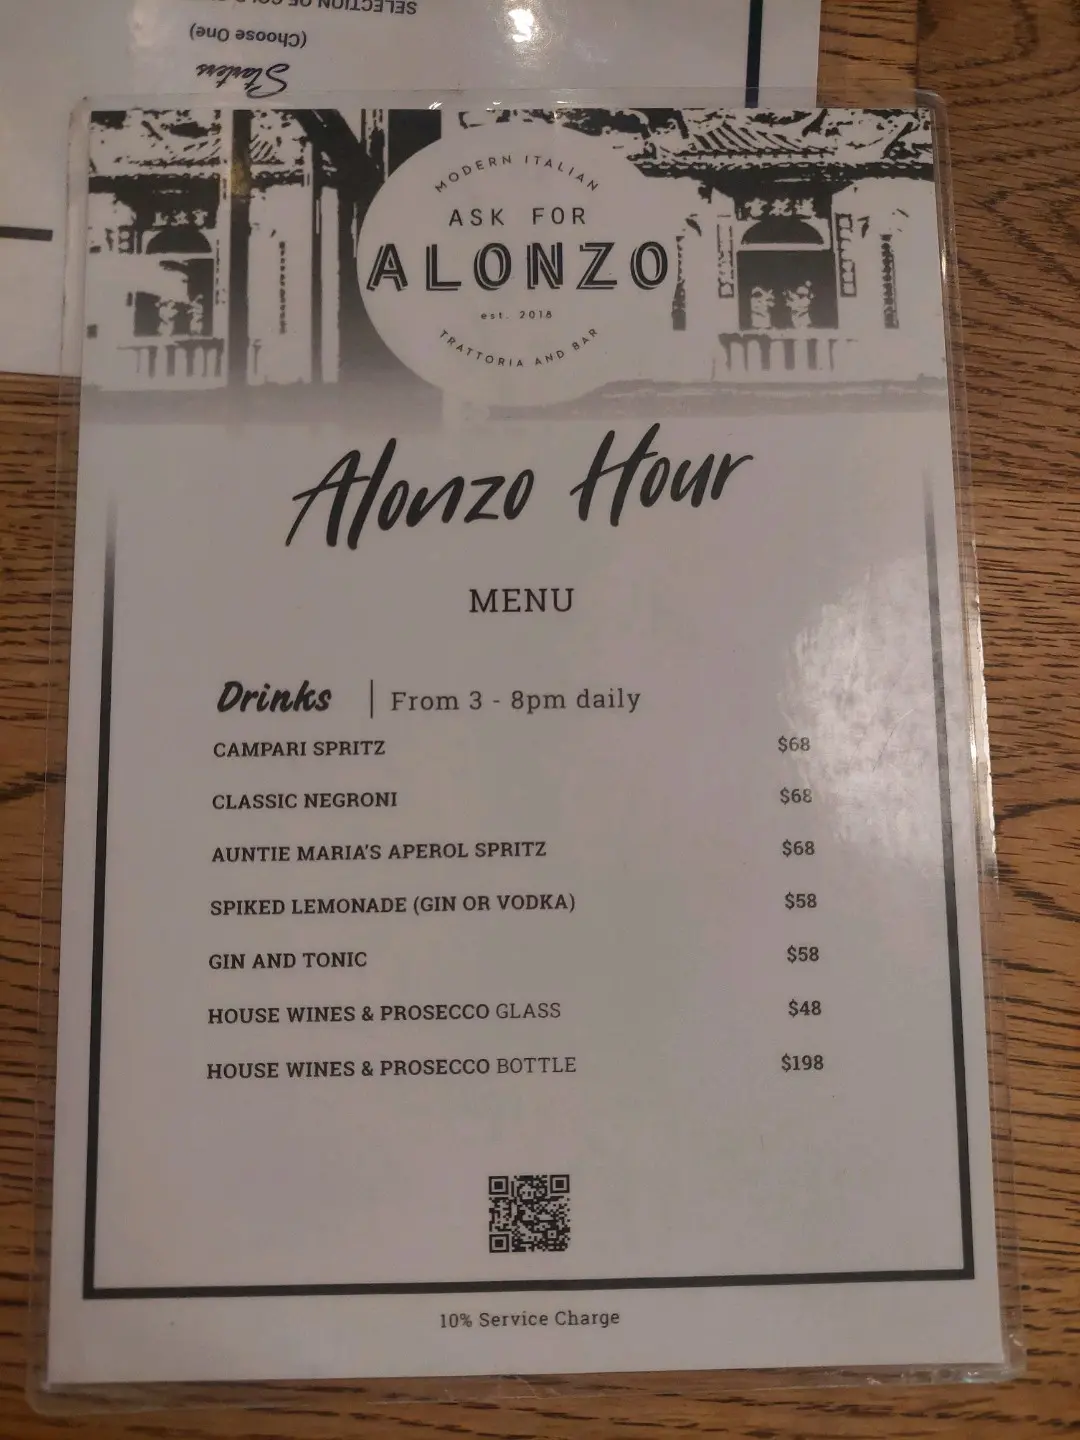 (Choose One)
Starters
MODERN ITALIAN
ASK FOR
ALONZO
est. 2018
TRATTORIA AND BAR
Alonzo Hour
MENU
Drinks | From 3 - 8pm daily
CAMPARI SPRITZ $68
CLASSIC NEGRONI $68
AUNTIE MARIA'S APEROL SPRITZ $68
SPIKED LEMONADE (GIN OR VODKA) $58
GIN AND TONIC $58
HOUSE WINES & PROSECCO GLASS $48
HOUSE WINES & PROSECCO BOTTLE $198
10% Service Charge